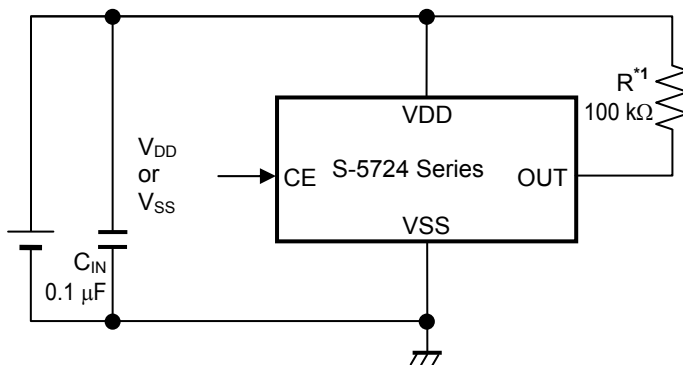 R*1
100 kΩ
VDD
VDD
or
VSS
CE
S-5724 Series
OUT
VSS
CIN
0.1 μF